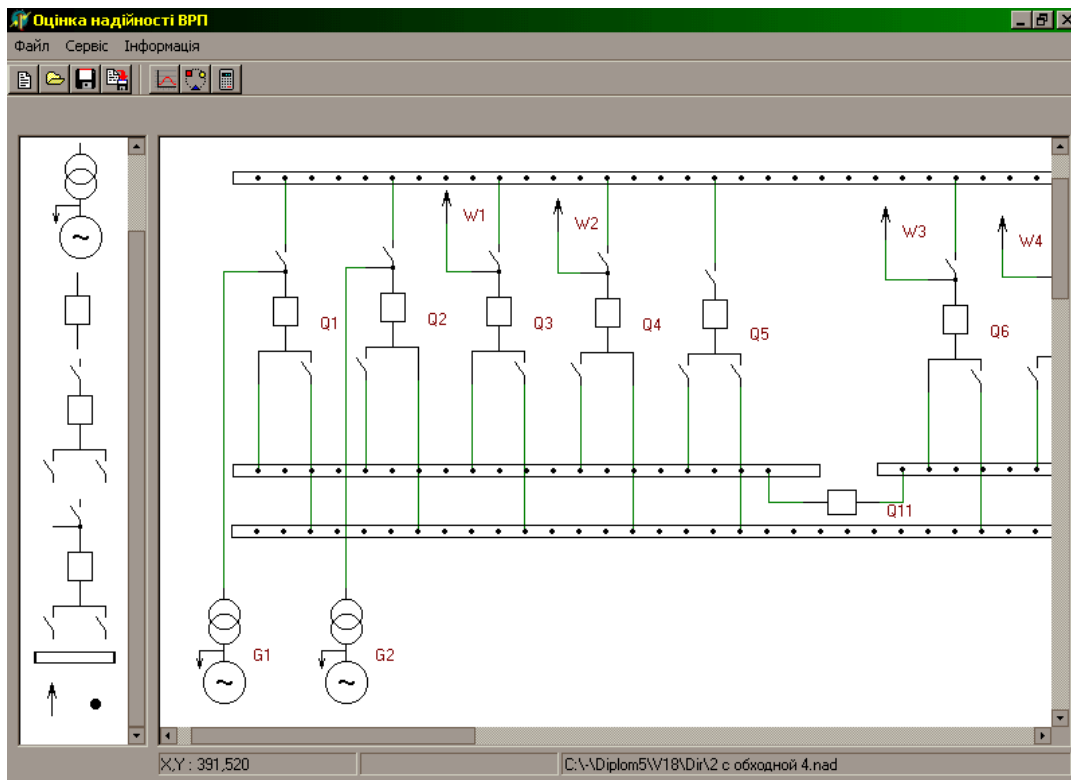 Оцінка надійності ВРП
Файл Сервіс Інформація
W1 W2 W3 W4
Q1 Q2 Q3 Q4 Q5 Q6
Q11
G1 G2
X,Y : 391,520 C:\-\Diplom5\V18\Dir\2 с обходной 4.nad